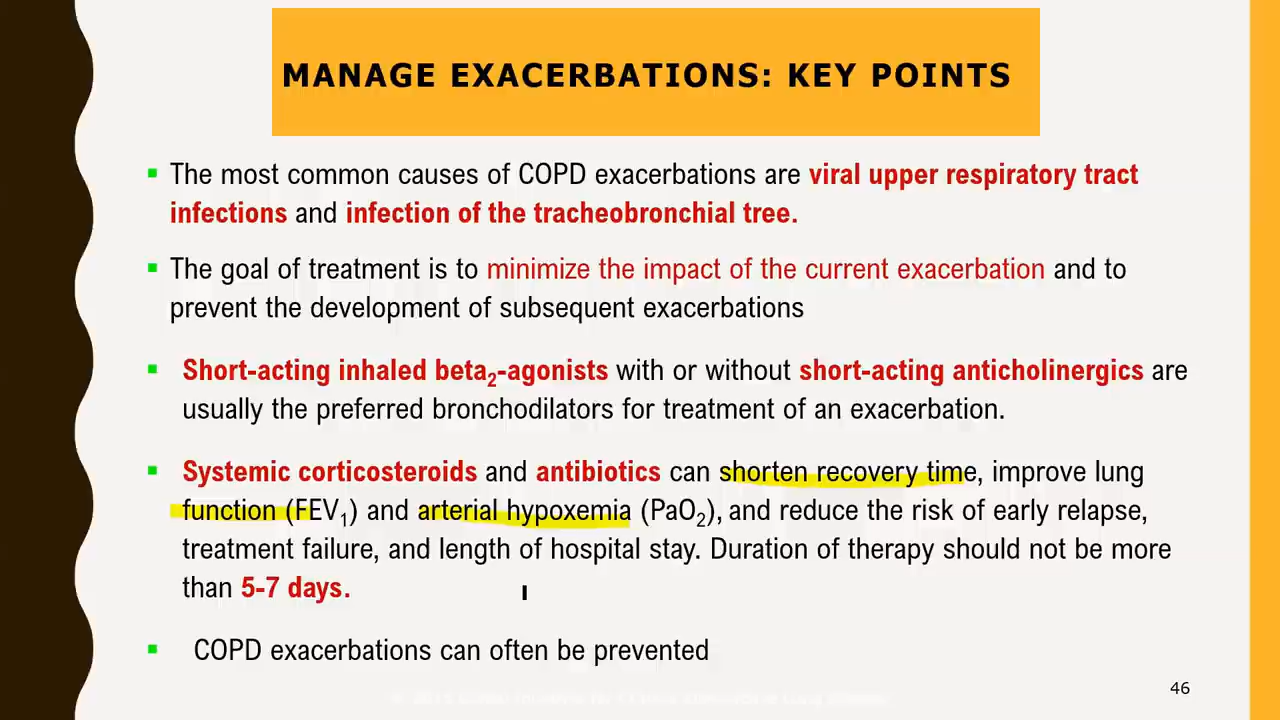 MANAGE EXACERBATIONS: KEY POINTS
▪ The most common causes of COPD exacerbations are viral upper respiratory tract
infections and infection of the tracheobronchial tree.
▪ The goal of treatment is to minimize the impact of the current exacerbation and to
prevent the development of subsequent exacerbations
▪ Short-acting inhaled beta₂-agonists with or without short-acting anticholinergics are
usually the preferred bronchodilators for treatment of an exacerbation.
▪ Systemic corticosteroids and antibiotics can shorten recovery time, improve lung
function (FEV₁) and arterial hypoxemia (PaO₂), and reduce the risk of early relapse,
treatment failure, and length of hospital stay. Duration of therapy should not be more
than 5-7 days.
▪ COPD exacerbations can often be prevented
46